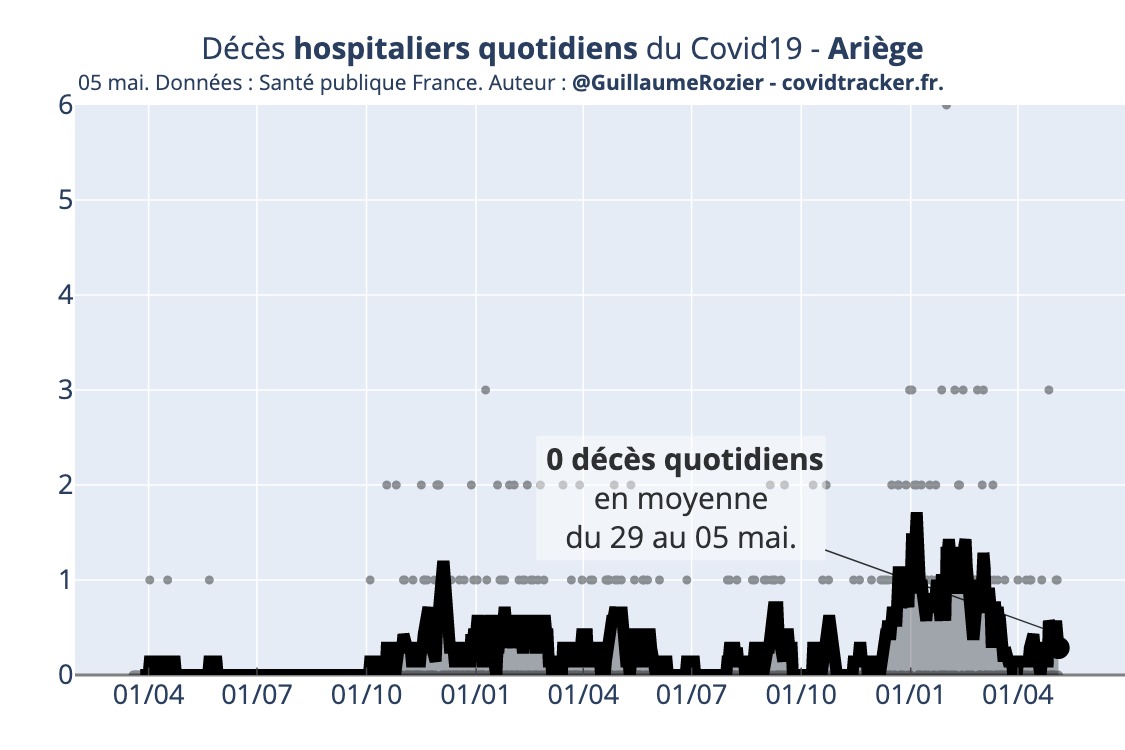 Décès hospitaliers quotidiens du Covid19 - Ariège
05 mai. Données : Santé publique France. Auteur : @GuillaumeRozier - covidtracker.fr.
6
5
4
3
2
1
0
0 décès quotidiens
en moyenne
du 29 au 05 mai.
01/04 01/07 01/10 01/01 01/04 01/07 01/10 01/01 01/04